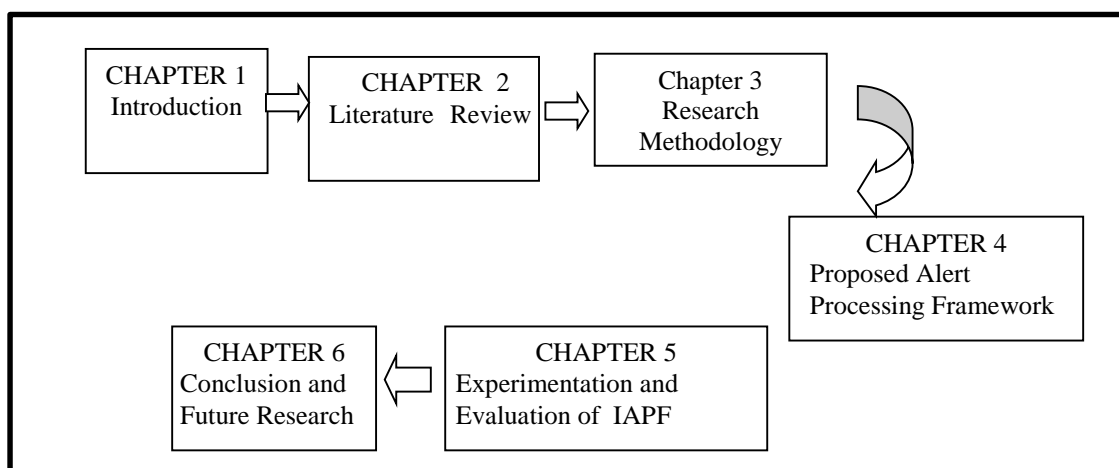 CHAPTER 1
Introduction
CHAPTER 2
Literature Review
Chapter 3
Research
Methodology
CHAPTER 4
Proposed Alert
Processing Framework
CHAPTER 5
Experimentation and
Evaluation of IAPF
CHAPTER 6
Conclusion and
Future Research